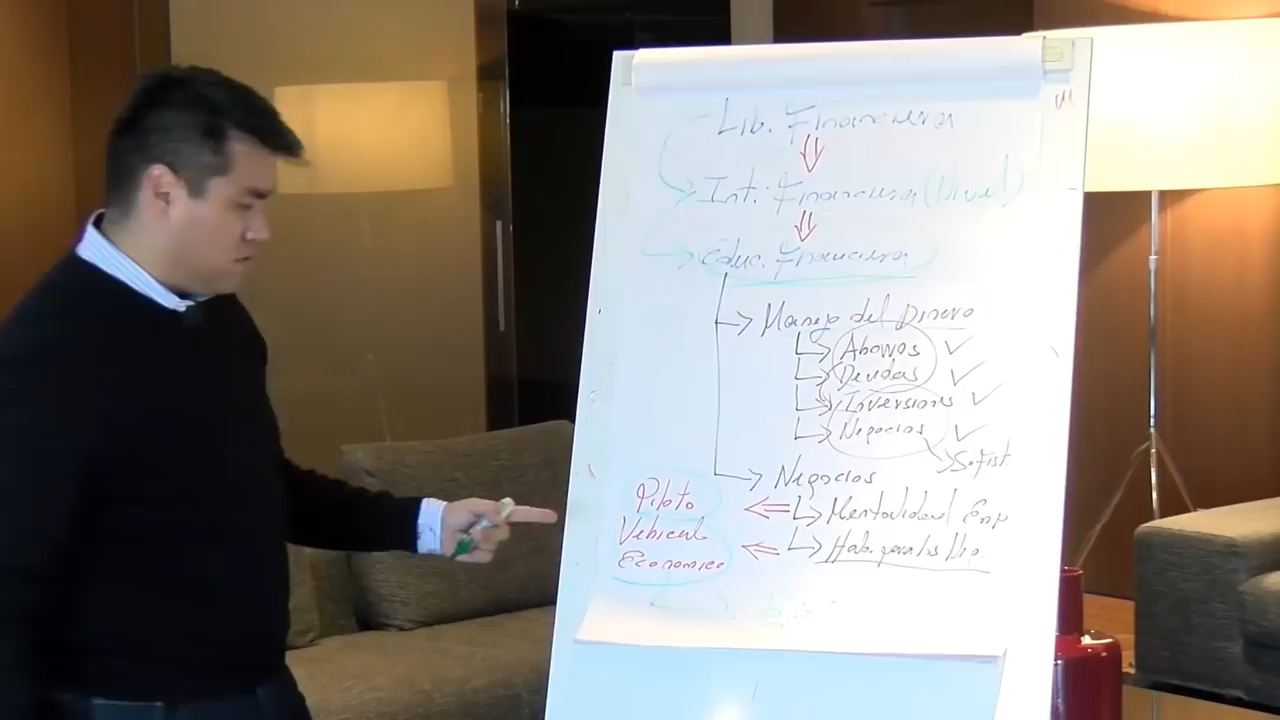 Lib. Financiera
Int. Financiera (Nivel)
Educ. Financiera
Manejo del Dinero
Ahorros
Deudas
Inversiones
Negocios
Sofist.
Negocios
Piloto
Mentalidad Emp
Vehiculo
Hab. para los Neg.
Economico